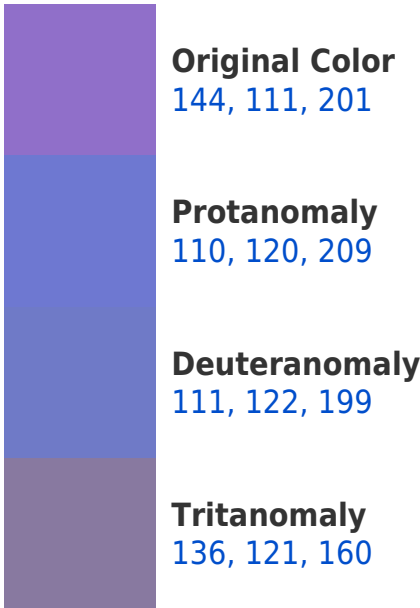 Original Color
144, 111, 201
Protanomaly
110, 120, 209
Deuteranomaly
111, 122, 199
Tritanomaly
136, 121, 160